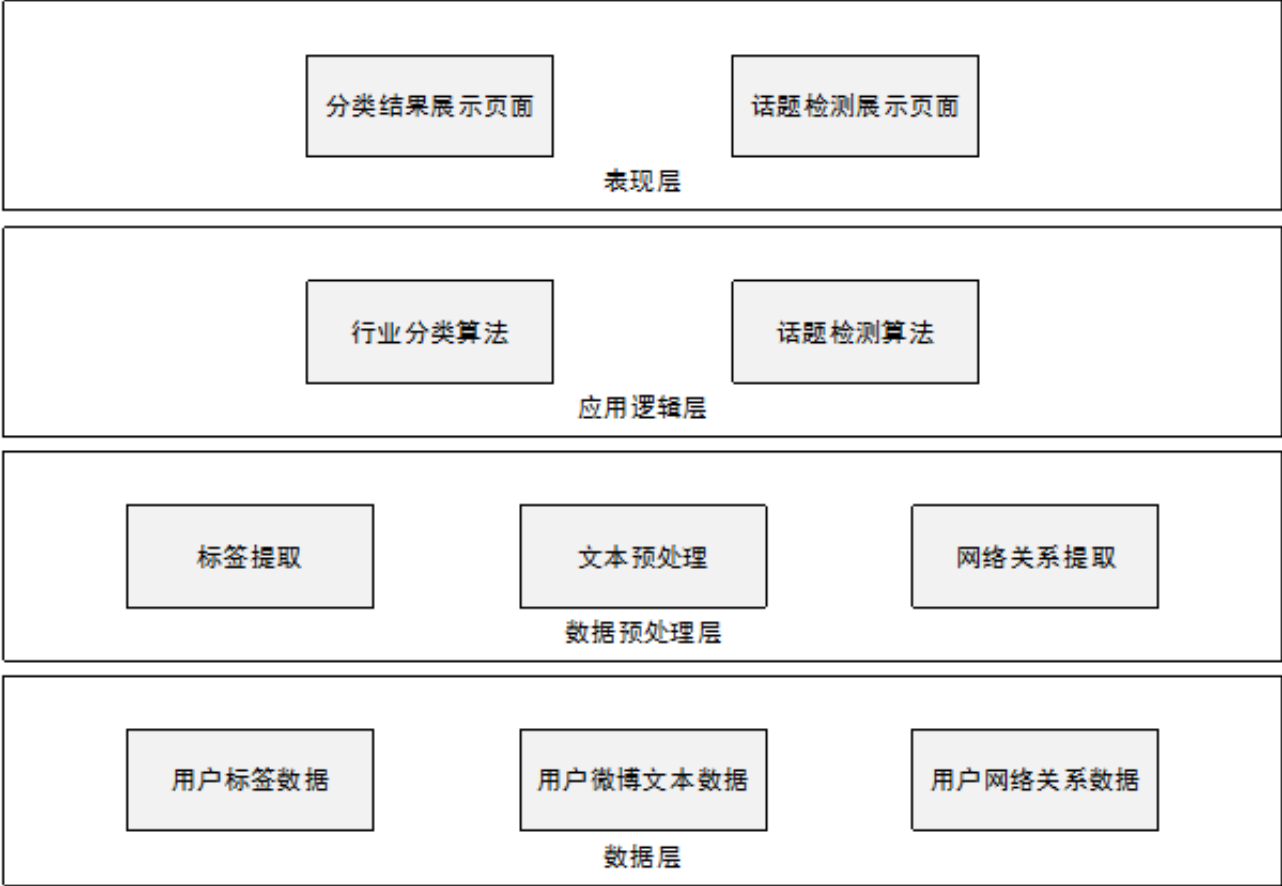 分类结果展示页面
话题检测展示页面
表现层
行业分类算法
话题检测算法
应用逻辑层
标签提取
文本预处理
网络关系提取
数据预处理层
用户标签数据
用户微博文本数据
用户网络关系数据
数据层